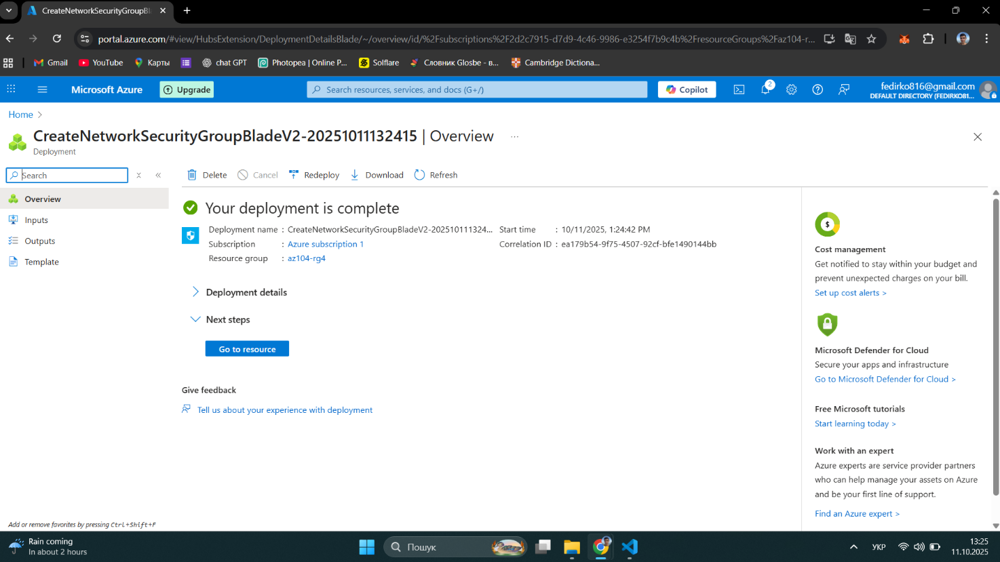 CreateNetworkSecurityGroupBl
portal.azure.com/#view/HubsExtension/DeploymentDetailsBlade/~/overview/id/%2Fsubscriptions%2F2d2c7915-d7d9-4c46-9986-e3254f7b9c4b%2FresourceGroups%2Faz104-r...
Gmail
YouTube
Карты
chat GPT
Photopea | Online P...
Solflare
Словник Glosbe - в...
Cambridge Dictiona...
Microsoft Azure
Upgrade
Search resources, services, and docs (G+/)
Copilot
2
fedirko816@gmail.com
DEFAULT DIRECTORY (FEDIRKO81...
Home
CreateNetworkSecurityGroupBladeV2-20251011132415 | Overview ...
Deployment
Search
Delete
Cancel
Redeploy
Download
Refresh
Overview
Inputs
Outputs
Template
Your deployment is complete
Deployment name : CreateNetworkSecurityGroupBladeV2-202510111324...
Subscription : Azure subscription 1
Resource group : az104-rg4
Start time : 10/11/2025, 1:24:42 PM
Correlation ID : ea179b54-9f75-4507-92cf-bfe1490144bb
Deployment details
Next steps
Go to resource
Give feedback
Tell us about your experience with deployment
$
Cost management
Get notified to stay within your budget and
prevent unexpected charges on your bill.
Set up cost alerts >
Microsoft Defender for Cloud
Secure your apps and infrastructure
Go to Microsoft Defender for Cloud >
Free Microsoft tutorials
Start learning today >
Work with an expert
Azure experts are service provider partners
who can help manage your assets on Azure
and be your first line of support.
Find an Azure expert >
Add or remove favorites by pressing Ctrl+Shift+F
Rain coming
In about 2 hours
Пошук
УКР
13:25
11.10.2025